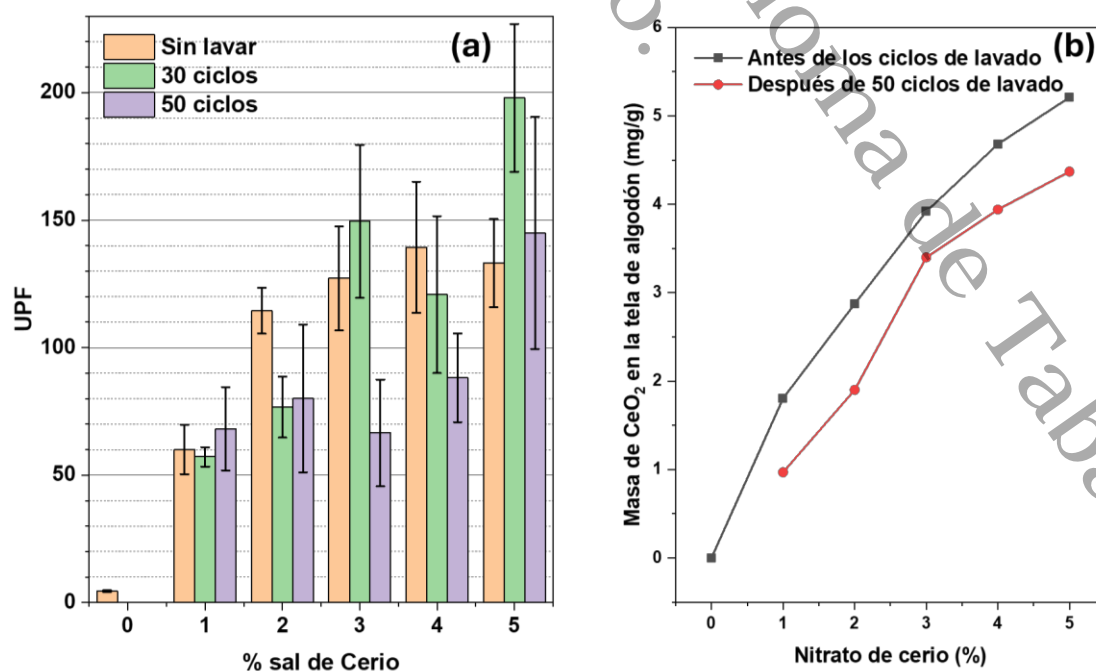 (a)
Sin lavar
30 ciclos
50 ciclos
UPF
200
150
100
50
0
0 1 2 3 4 5
% sal de Cerio
(b)
Antes de los ciclos de lavado
Después de 50 ciclos de lavado
Masa de CeO₂ en la tela de algodón (mg/g)
6
5
4
3
2
1
0
0 1 2 3 4 5
Nitrato de cerio (%)
de